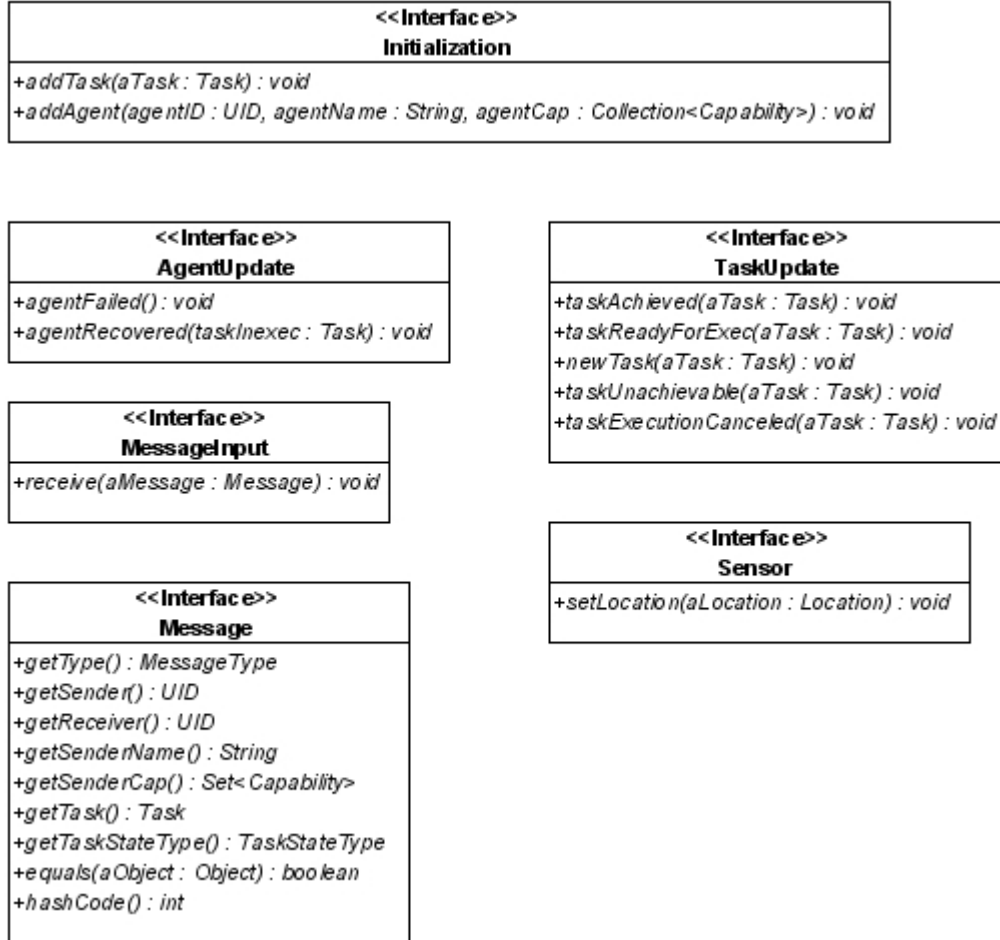 <<Interface>>
Initialization
+addTask(aTask : Task) : void
+addAgent(agentID : UID, agentName : String, agentCap : Collection<Capability>) : void
<<Interface>>
AgentUpdate
+agentFailed() : void
+agentRecovered(taskInexec : Task) : void
<<Interface>>
TaskUpdate
+taskAchieved(aTask : Task) : void
+taskReadyForExec(aTask : Task) : void
+newTask(aTask : Task) : void
+taskUnachievable(aTask : Task) : void
+taskExecutionCanceled(aTask : Task) : void
<<Interface>>
MessageInput
+receive(aMessage : Message) : void
<<Interface>>
Sensor
+setLocation(aLocation : Location) : void
<<Interface>>
Message
+getType() : MessageType
+getSender() : UID
+getReceiver() : UID
+getSenderName() : String
+getSenderCap() : Set<Capability>
+getTask() : Task
+getTaskStateType() : TaskStateType
+equals(aObject : Object) : boolean
+hashCode() : int